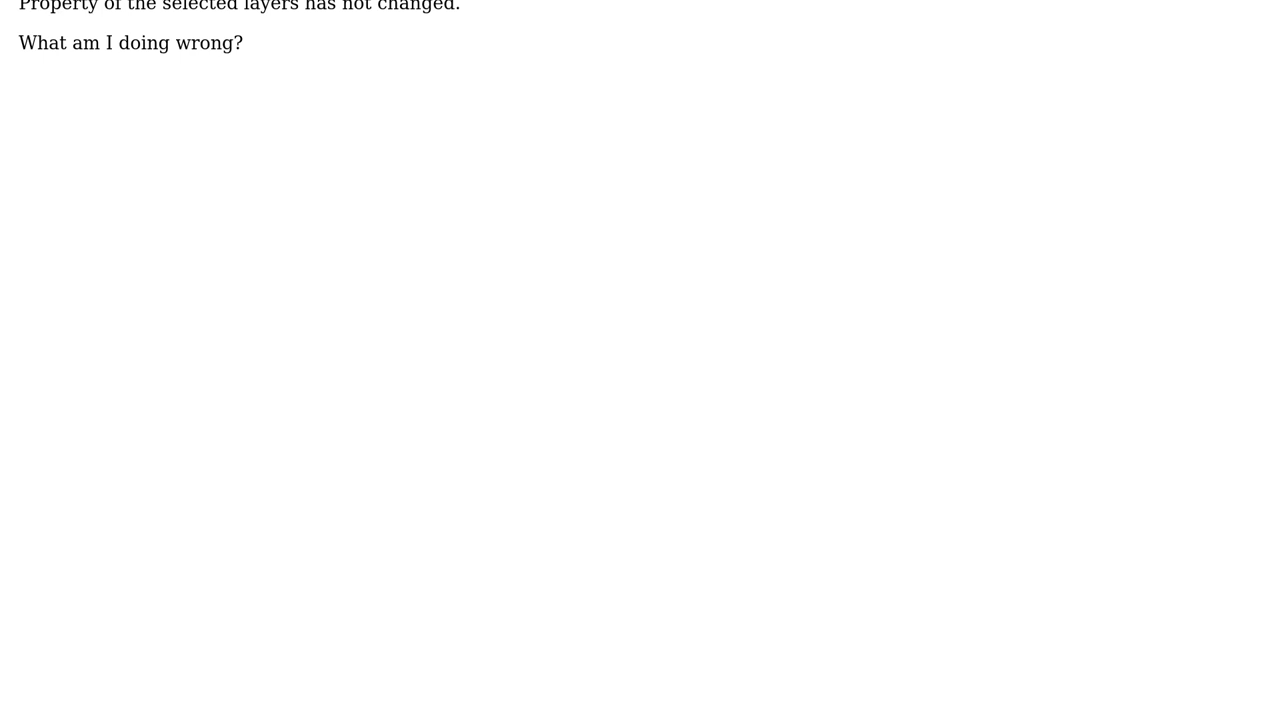 Property of the selected layers has not changed.
What am I doing wrong?